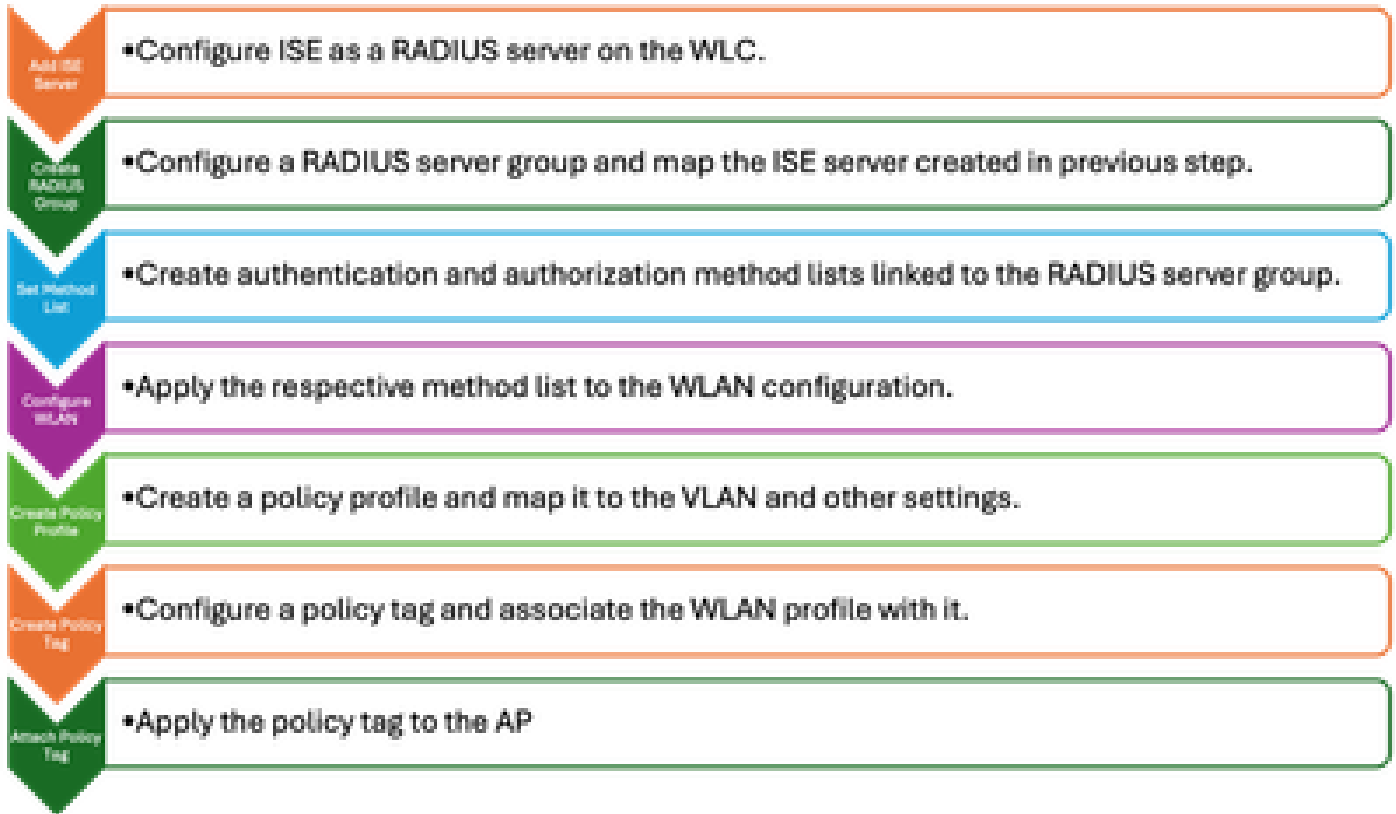 Add ISE
Server
•Configure ISE as a RADIUS server on the WLC.
Create
RADIUS
Group
•Configure a RADIUS server group and map the ISE server created in previous step.
Set Method
List
•Create authentication and authorization method lists linked to the RADIUS server group.
Configure
WLAN
•Apply the respective method list to the WLAN configuration.
Create Policy
Profile
•Create a policy profile and map it to the VLAN and other settings.
Create Policy
Tag
•Configure a policy tag and associate the WLAN profile with it.
Attach Policy
Tag
•Apply the policy tag to the AP